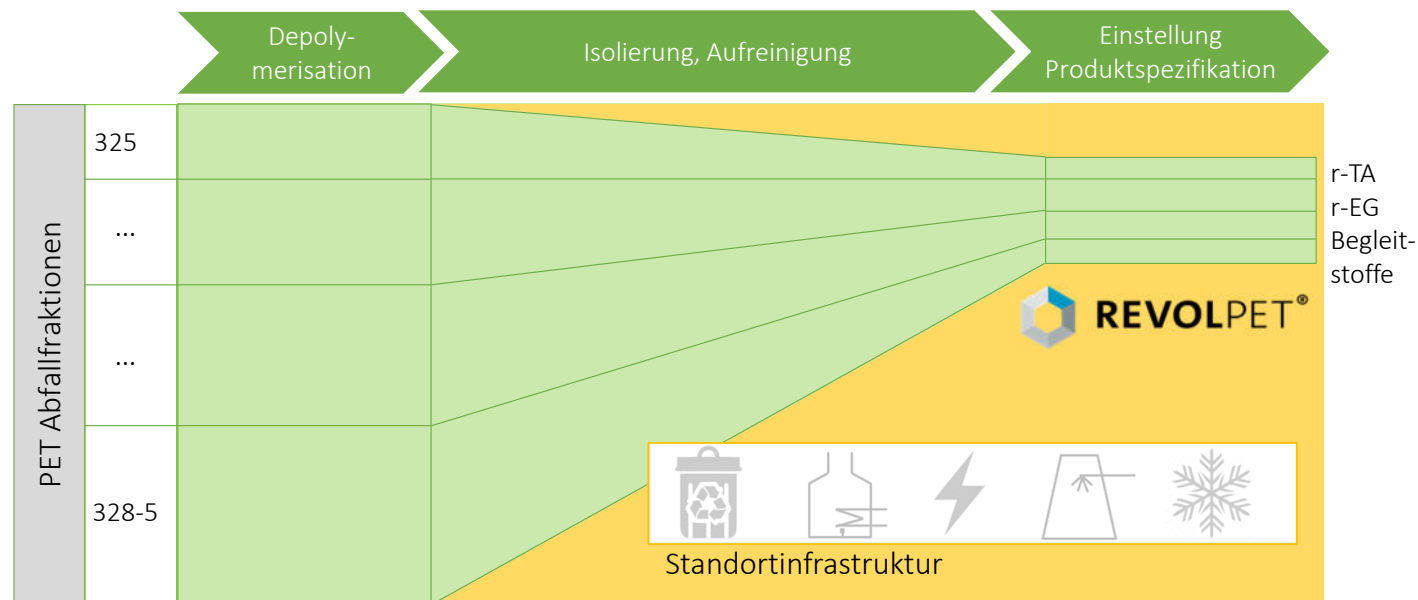 Depoly-
merisation
Isolierung, Aufreinigung
Einstellung
Produktspezifikation
PET Abfallfraktionen
325
...
...
328-5
r-TA
r-EG
Begleit-
stoffe
REVOLPET®
Standortinfrastruktur